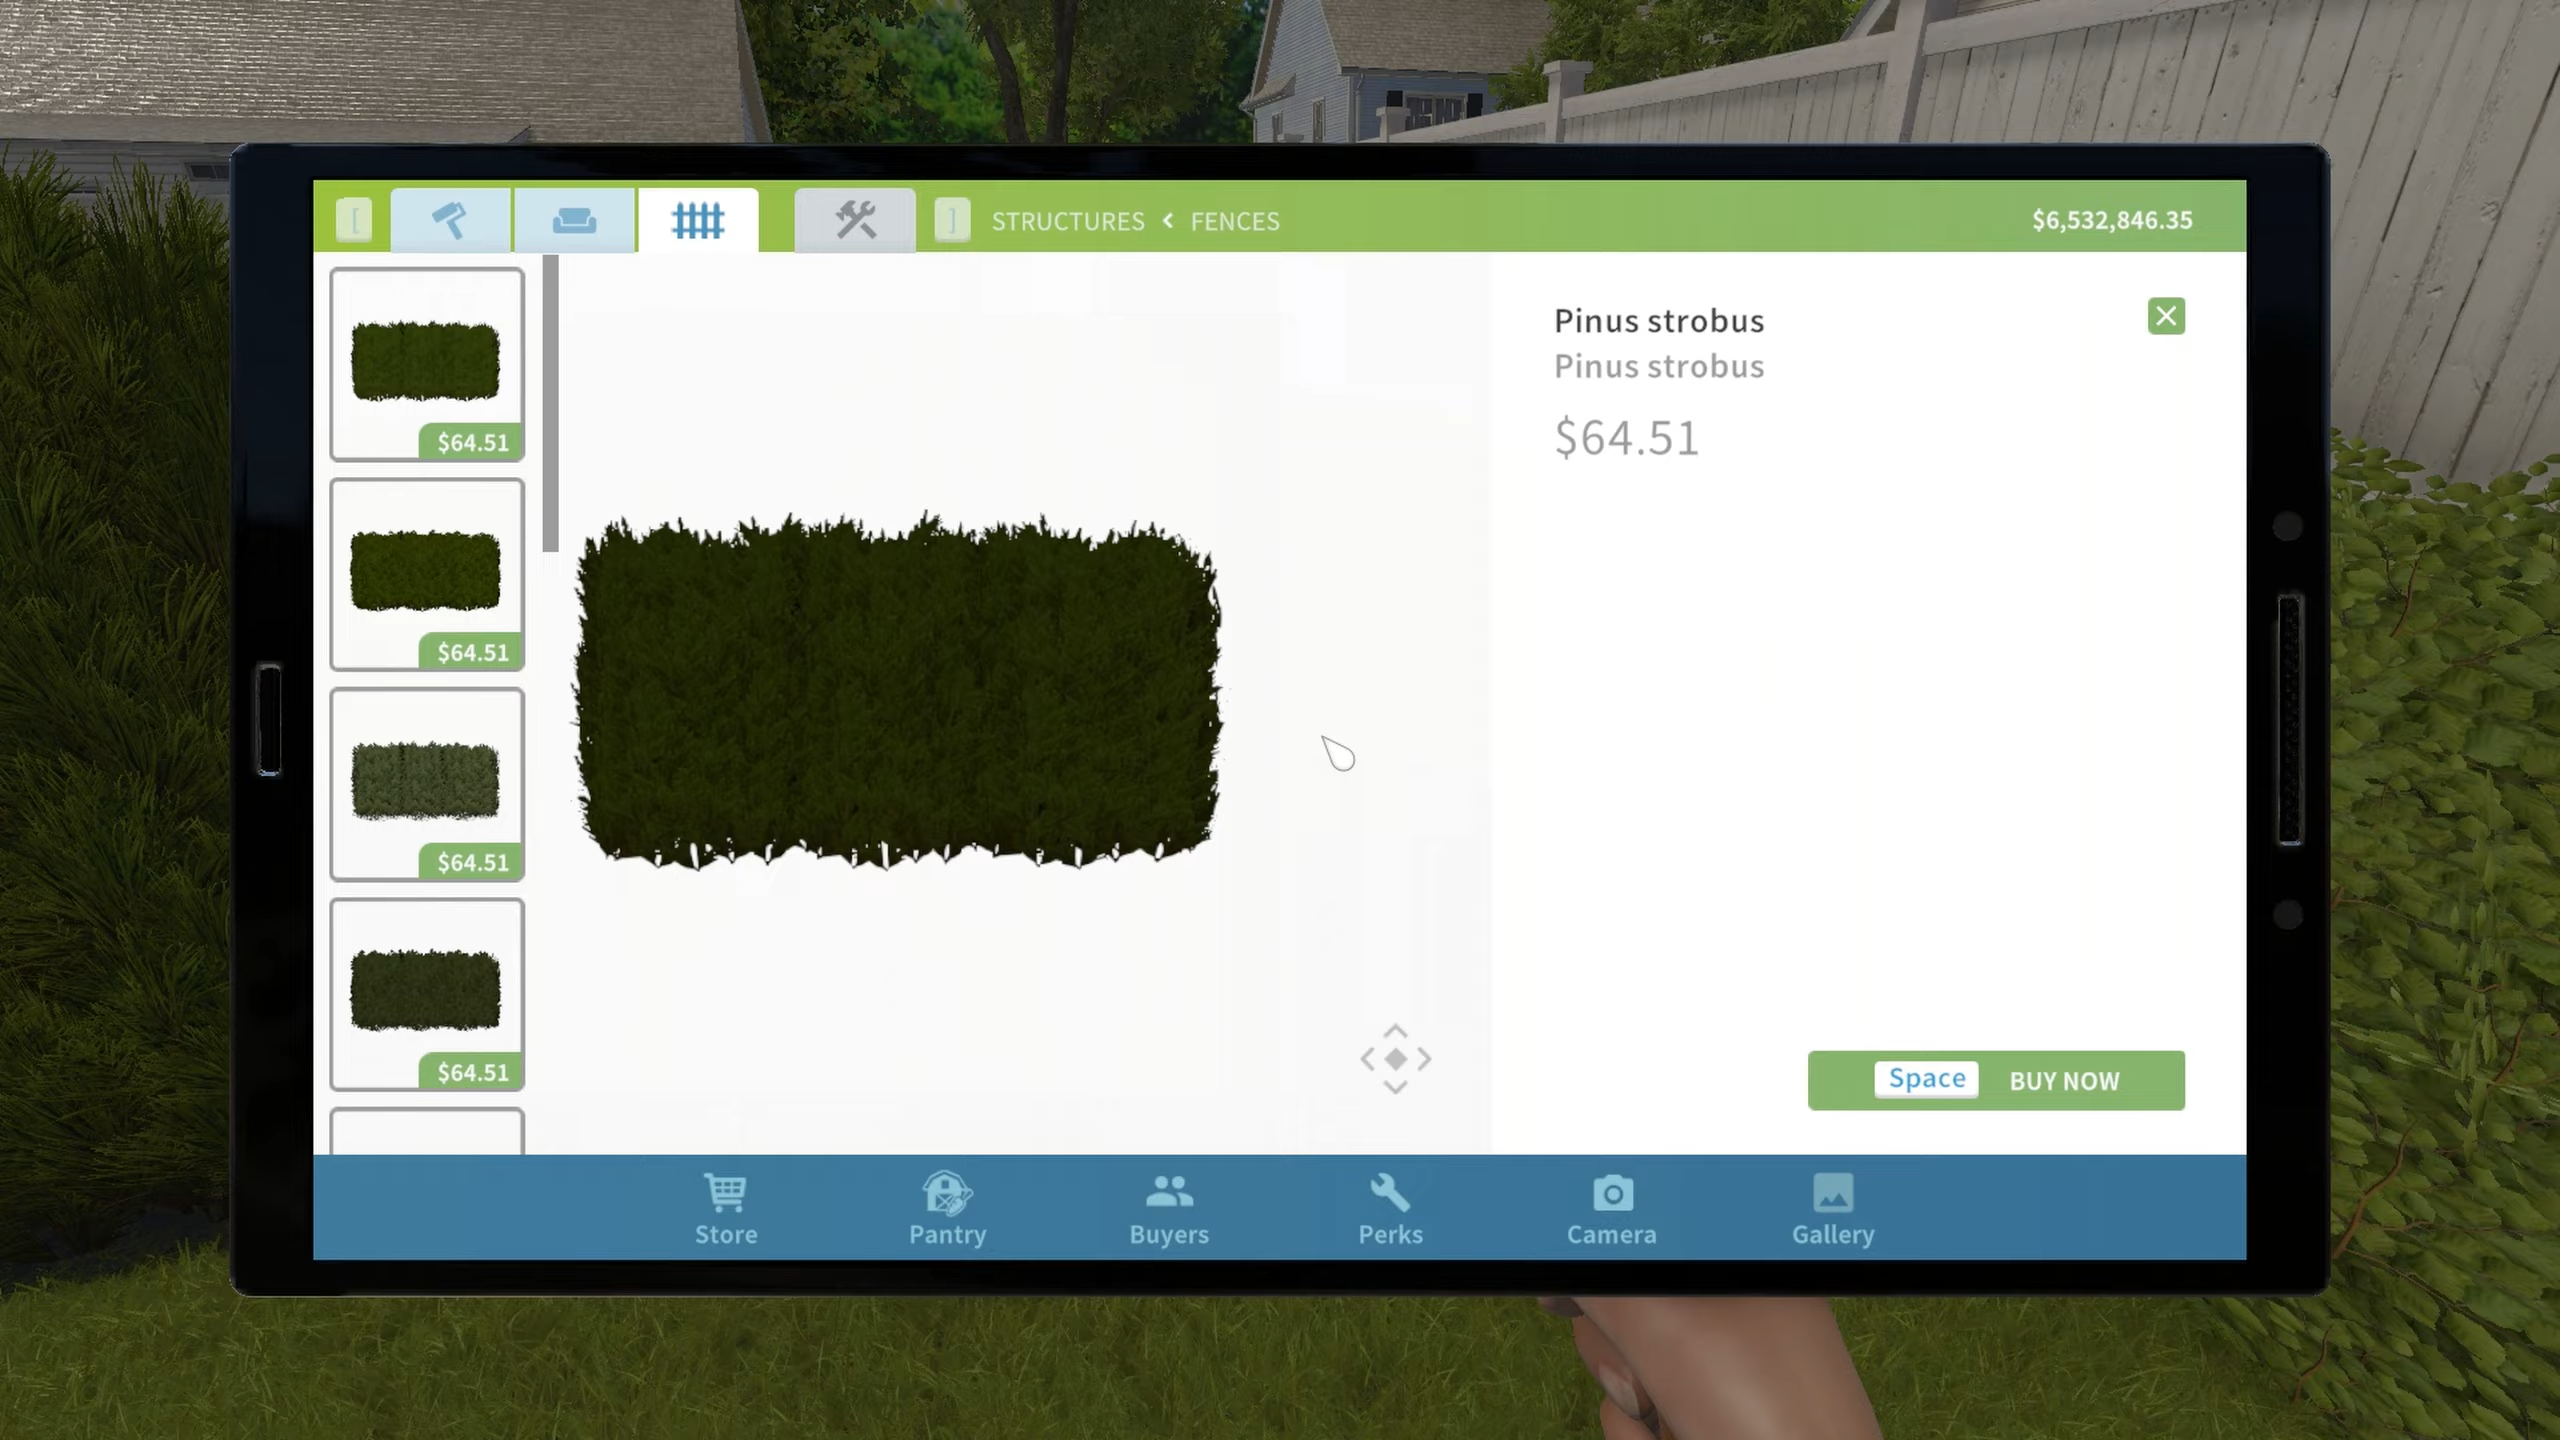 [
]
STRUCTURES < FENCES
$6,532,846.35
$64.51
$64.51
$64.51
$64.51
Pinus strobus
Pinus strobus
$64.51
Space BUY NOW
Store
Pantry
Buyers
Perks
Camera
Gallery